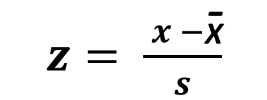 z = (x − x̄) / s